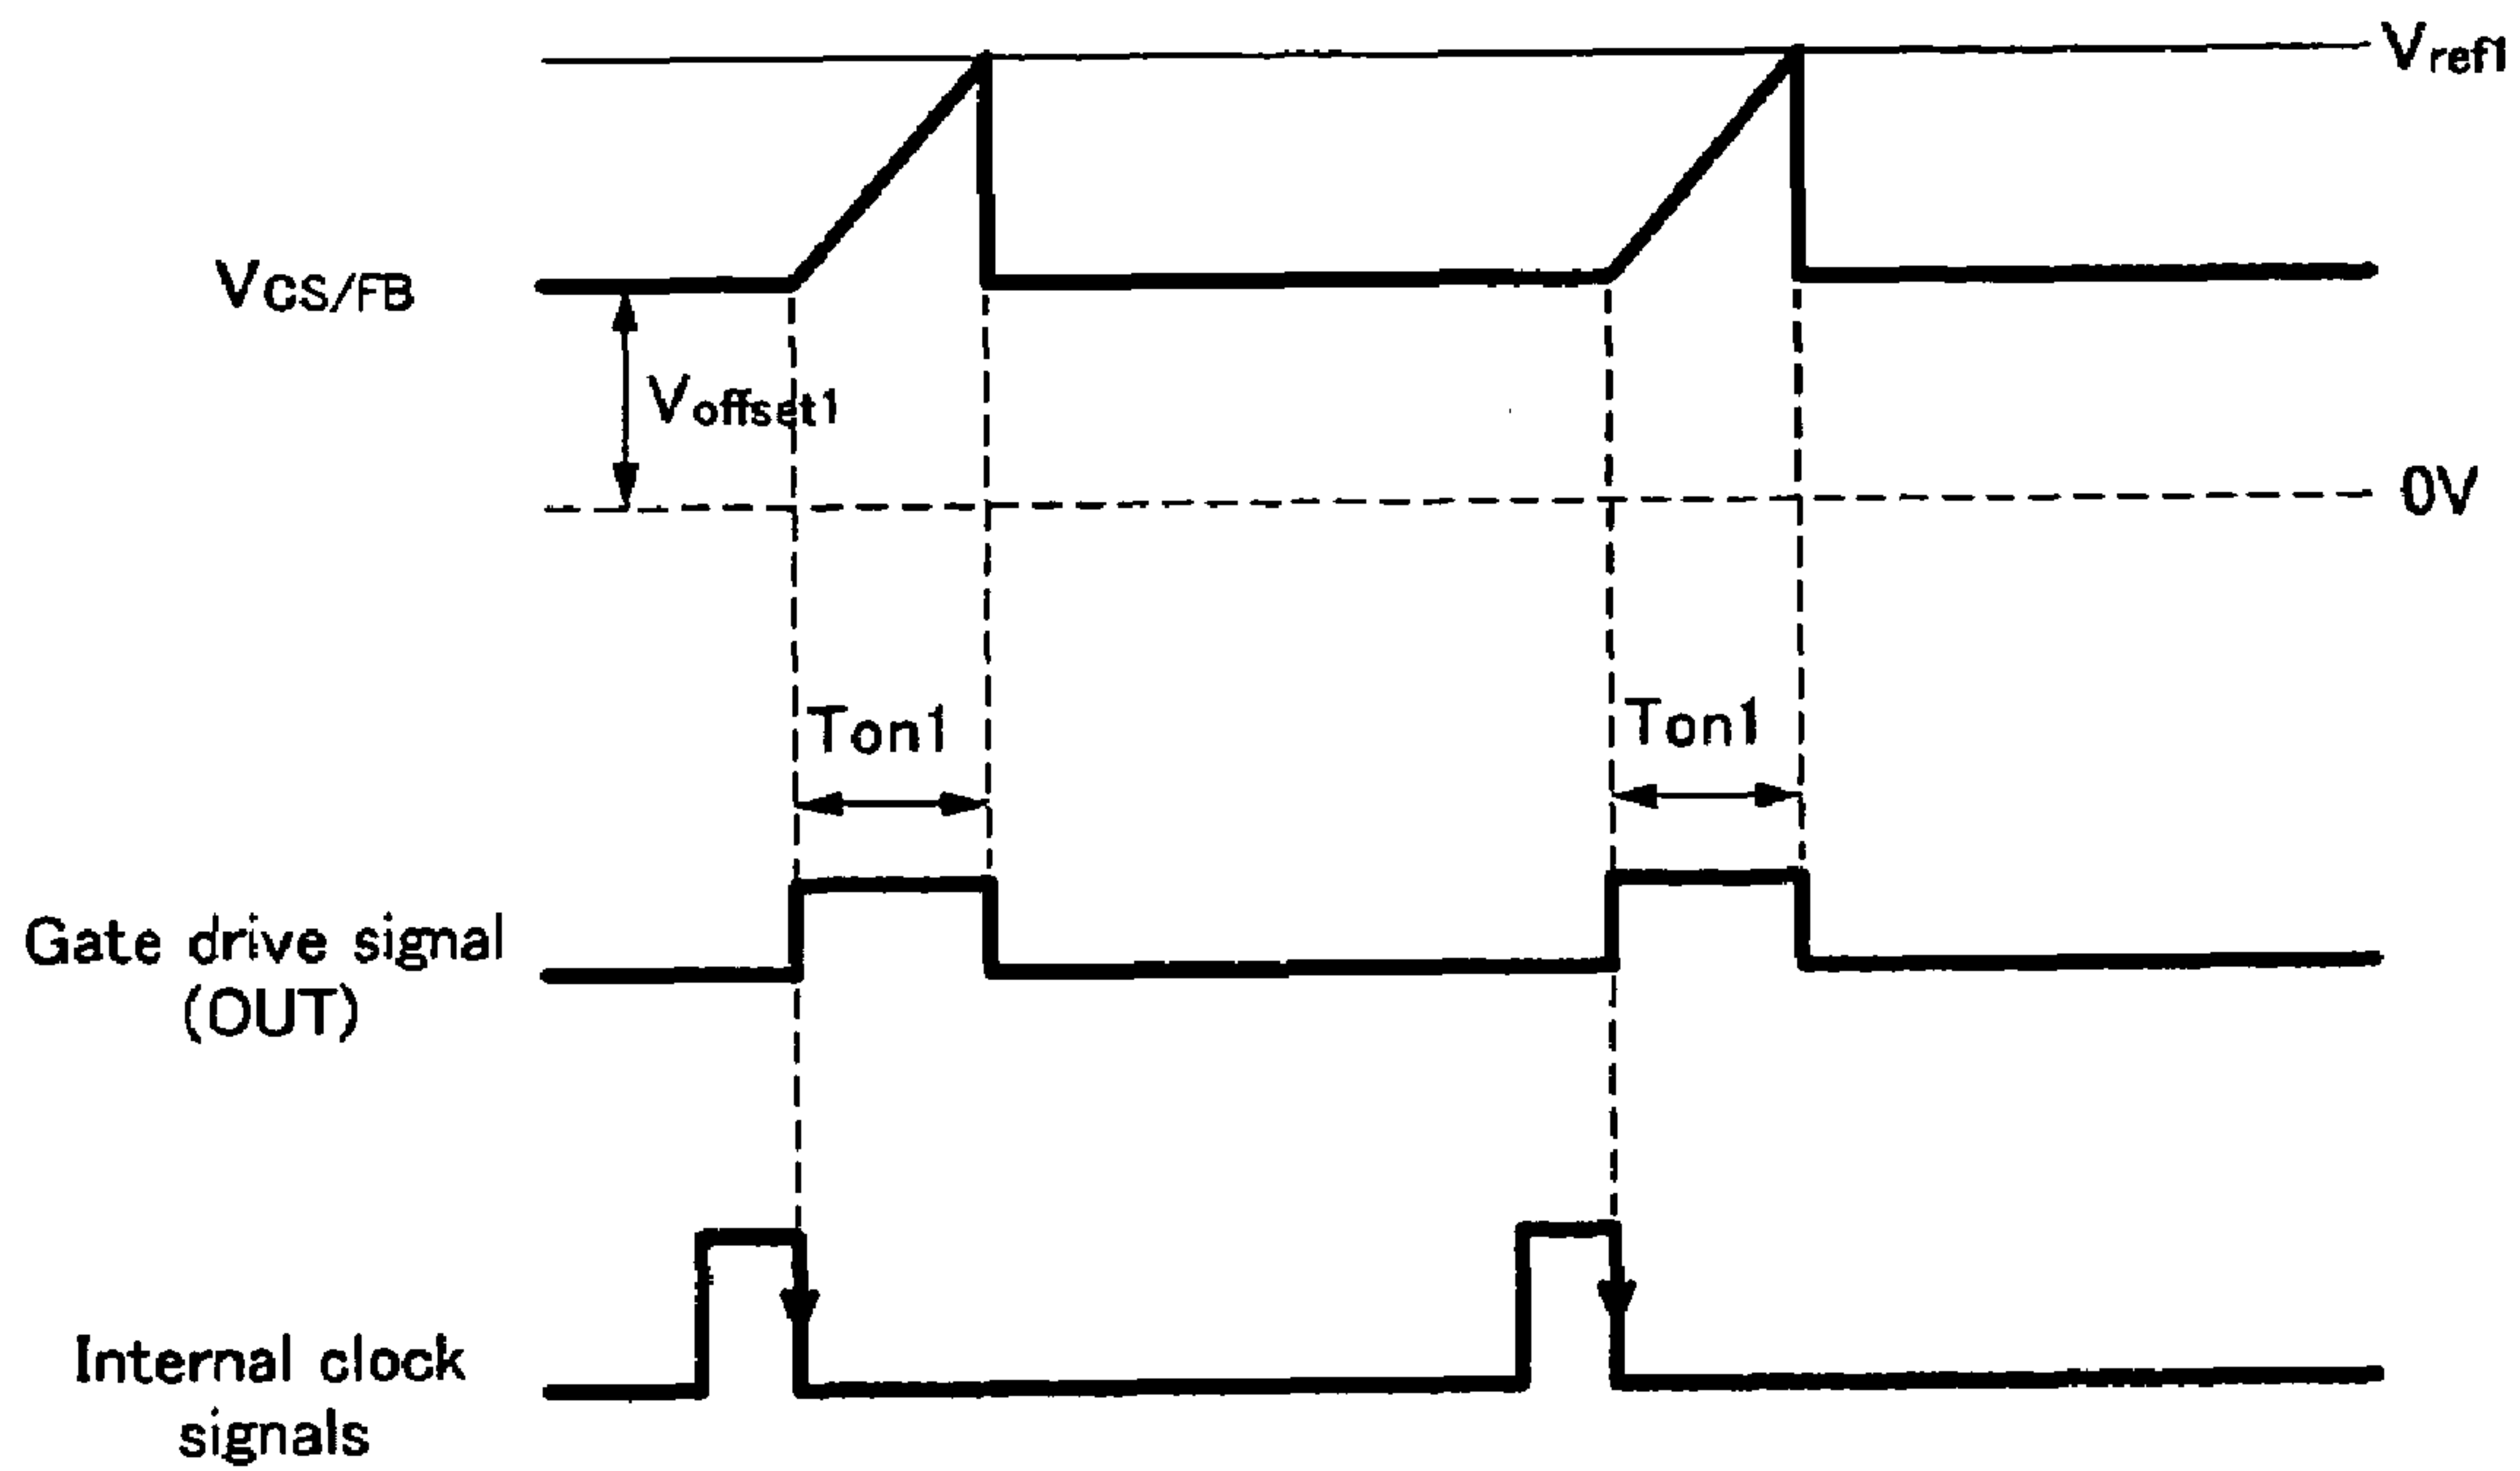 Vref1
VCS/FB
Voffset1
0V
Ton1
Ton1
Gate drive signal
(OUT)
Internal clock
signals